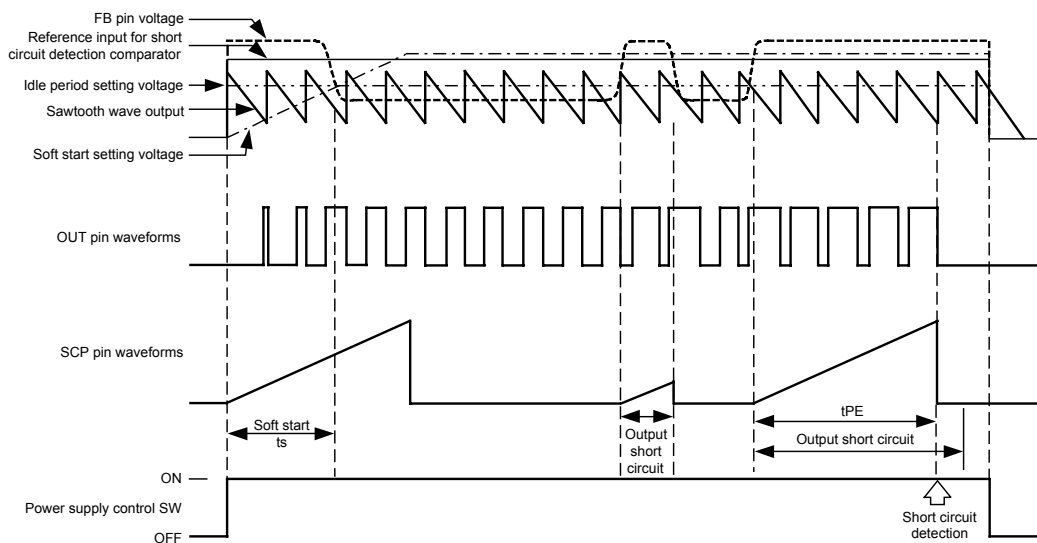 FB pin voltage
Reference input for short
circuit detection comparator
Idle period setting voltage
Sawtooth wave output
Soft start setting voltage
OUT pin waveforms
SCP pin waveforms
Soft start
ts
Output
short
circuit
tPE
Output short circuit
ON
Power supply control SW
OFF
Short circuit
detection